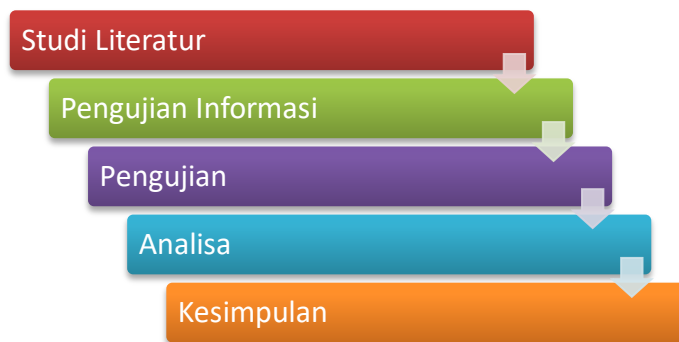 Studi Literatur
Pengujian Informasi
Pengujian
Analisa
Kesimpulan